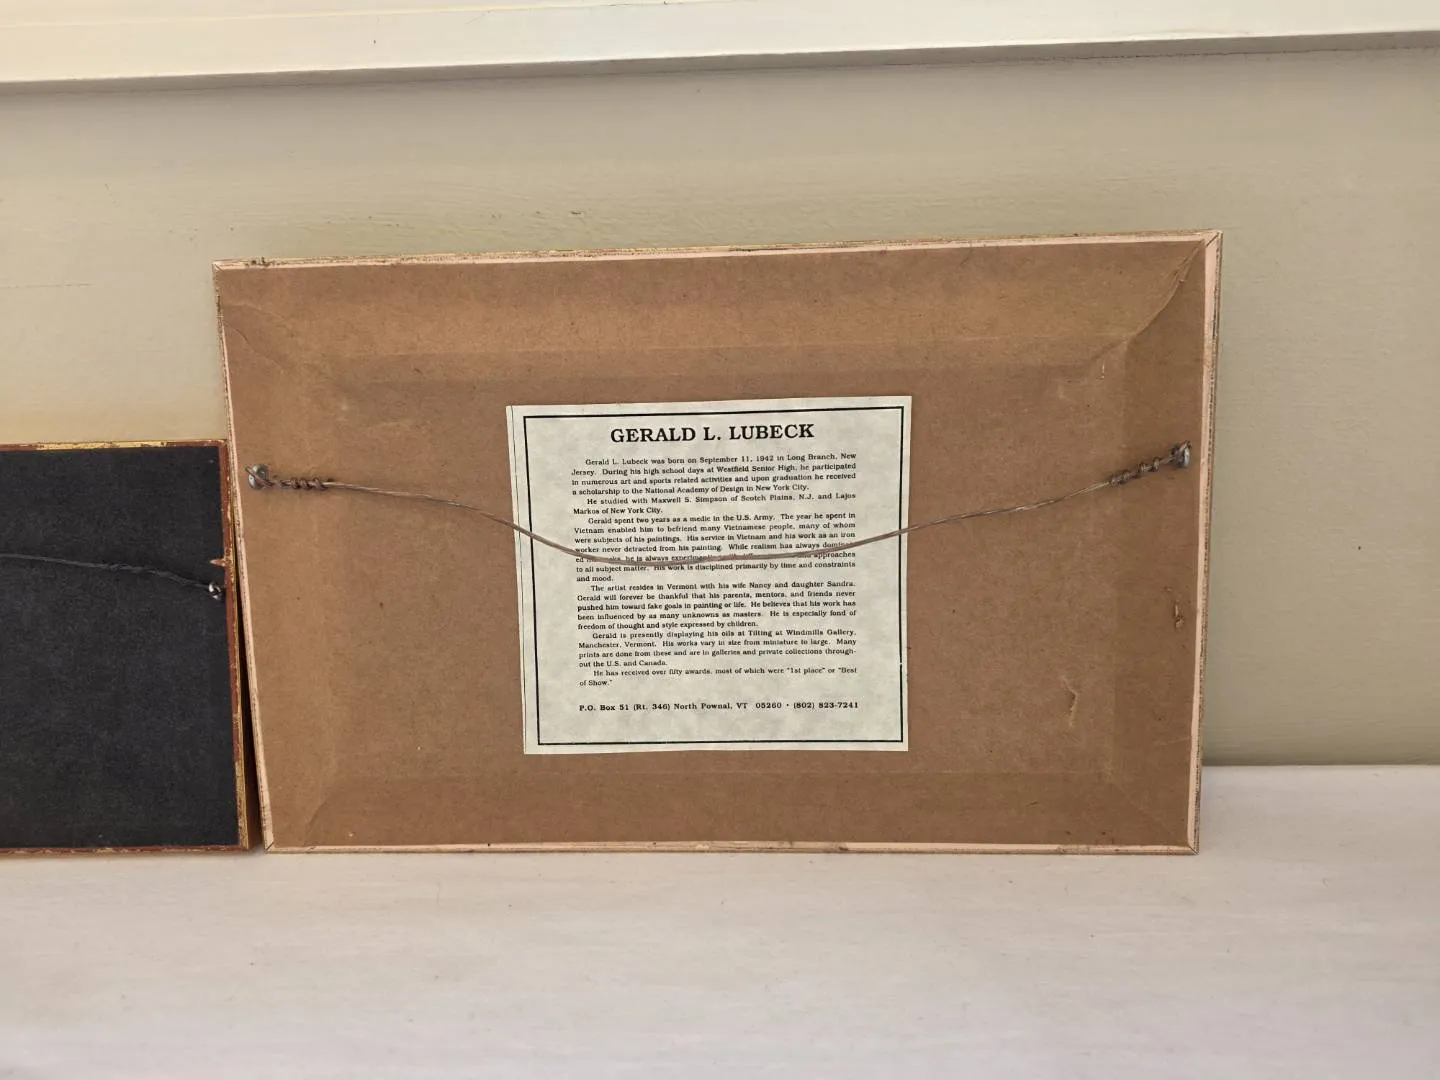 GERALD L. LUBECK
Gerald L. Lubeck was born on September 11, 1942 in Long Branch, New
Jersey. During his high school days at Westfield Senior High, he participated
in numerous art and sports related activities and upon graduation he received
a scholarship to the National Academy of Design in New York City.
He studied with Maxwell S. Simpson of Scotch Plains, N.J. and Lajos
Markos of New York City.
Gerald spent two years as a medic in the U.S. Army. The year he spent in
Vietnam enabled him to befriend many Vietnamese people, many of whom
were subjects of his paintings. His service in Vietnam and his work as an iron
worker never detracted from his painting. While realism has always dominat-
ed he is always approaches
to all subject matter. His work is disciplined primarily by time and constraints
and mood.
The artist resides in Vermont with his wife Nancy and daughter Sandra.
Gerald will forever be thankful that his parents, mentors, and friends never
pushed him toward fake goals in painting or life. He believes that his work has
been influenced by as many unknowns as masters. He is especially fond of
freedom of thought and style expressed by children.
Gerald is presently displaying his oils at Tilting at Windmills Gallery,
Manchester, Vermont. His works vary in size from miniature to large. Many
prints are done from these and are in galleries and private collections through-
out the U.S. and Canada.
He has received over fifty awards, most of which were "1st place" or "Best
of Show."
P.O. Box 51 (Rt. 346) North Pownal, VT 05260 • (802) 823-7241